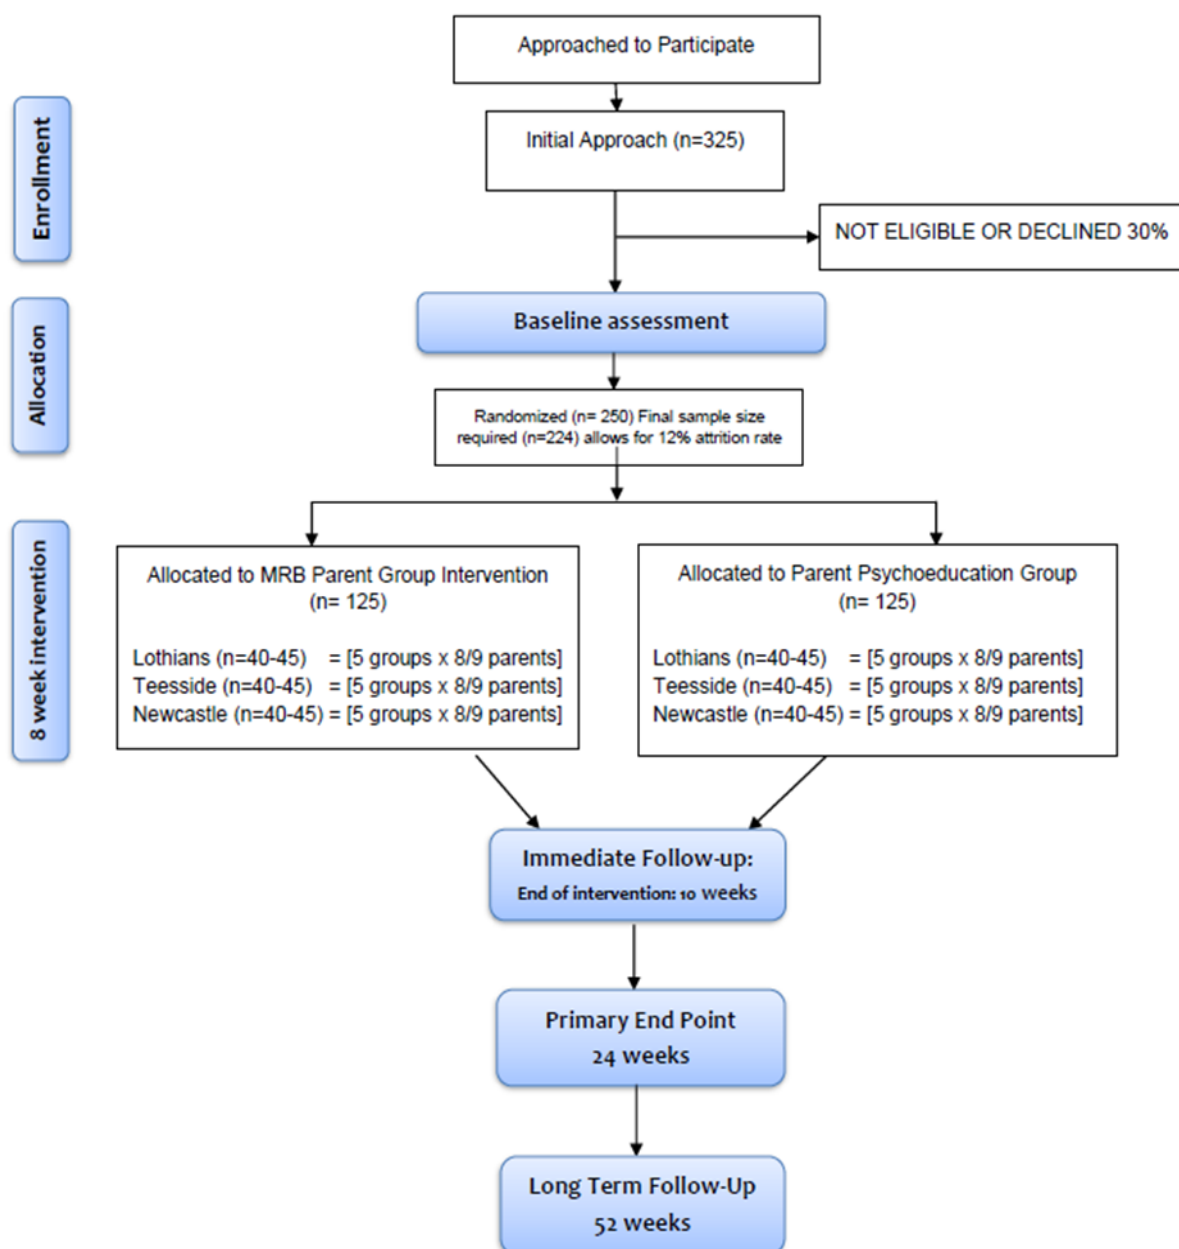 Approached to Participate
Enrollment
Initial Approach (n=325)
NOT ELIGIBLE OR DECLINED 30%
Allocation
Baseline assessment
Randomized (n= 250) Final sample size
required (n=224) allows for 12% attrition rate
8 week intervention
Allocated to MRB Parent Group Intervention
(n= 125)
Lothians (n=40-45) = [5 groups x 8/9 parents]
Teesside (n=40-45) = [5 groups x 8/9 parents]
Newcastle (n=40-45) = [5 groups x 8/9 parents]
Allocated to Parent Psychoeducation Group
(n= 125)
Lothians (n=40-45) = [5 groups x 8/9 parents]
Teesside (n=40-45) = [5 groups x 8/9 parents]
Newcastle (n=40-45) = [5 groups x 8/9 parents]
Immediate Follow-up:
End of intervention: 10 weeks
Primary End Point
24 weeks
Long Term Follow-Up
52 weeks